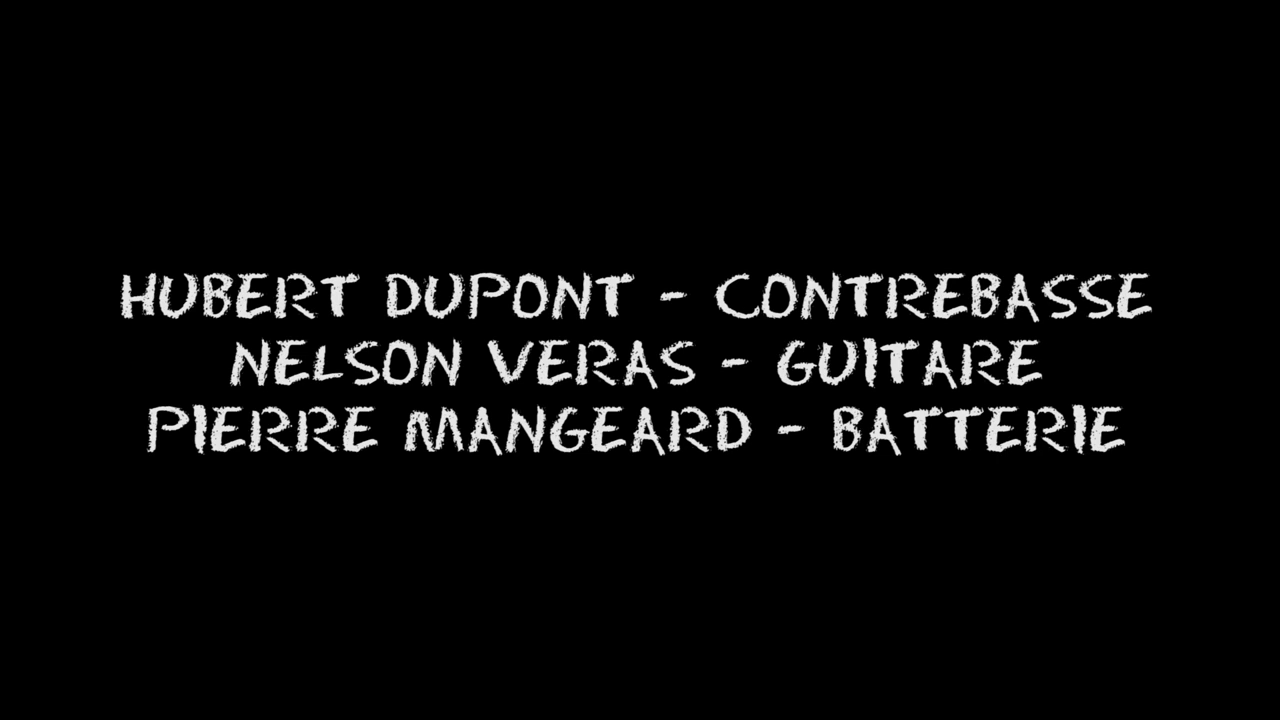 HUBERT DUPONT - CONTREBASSE
NELSON VERAS - GUITARE
PIERRE MANGEARD - BATTERIE